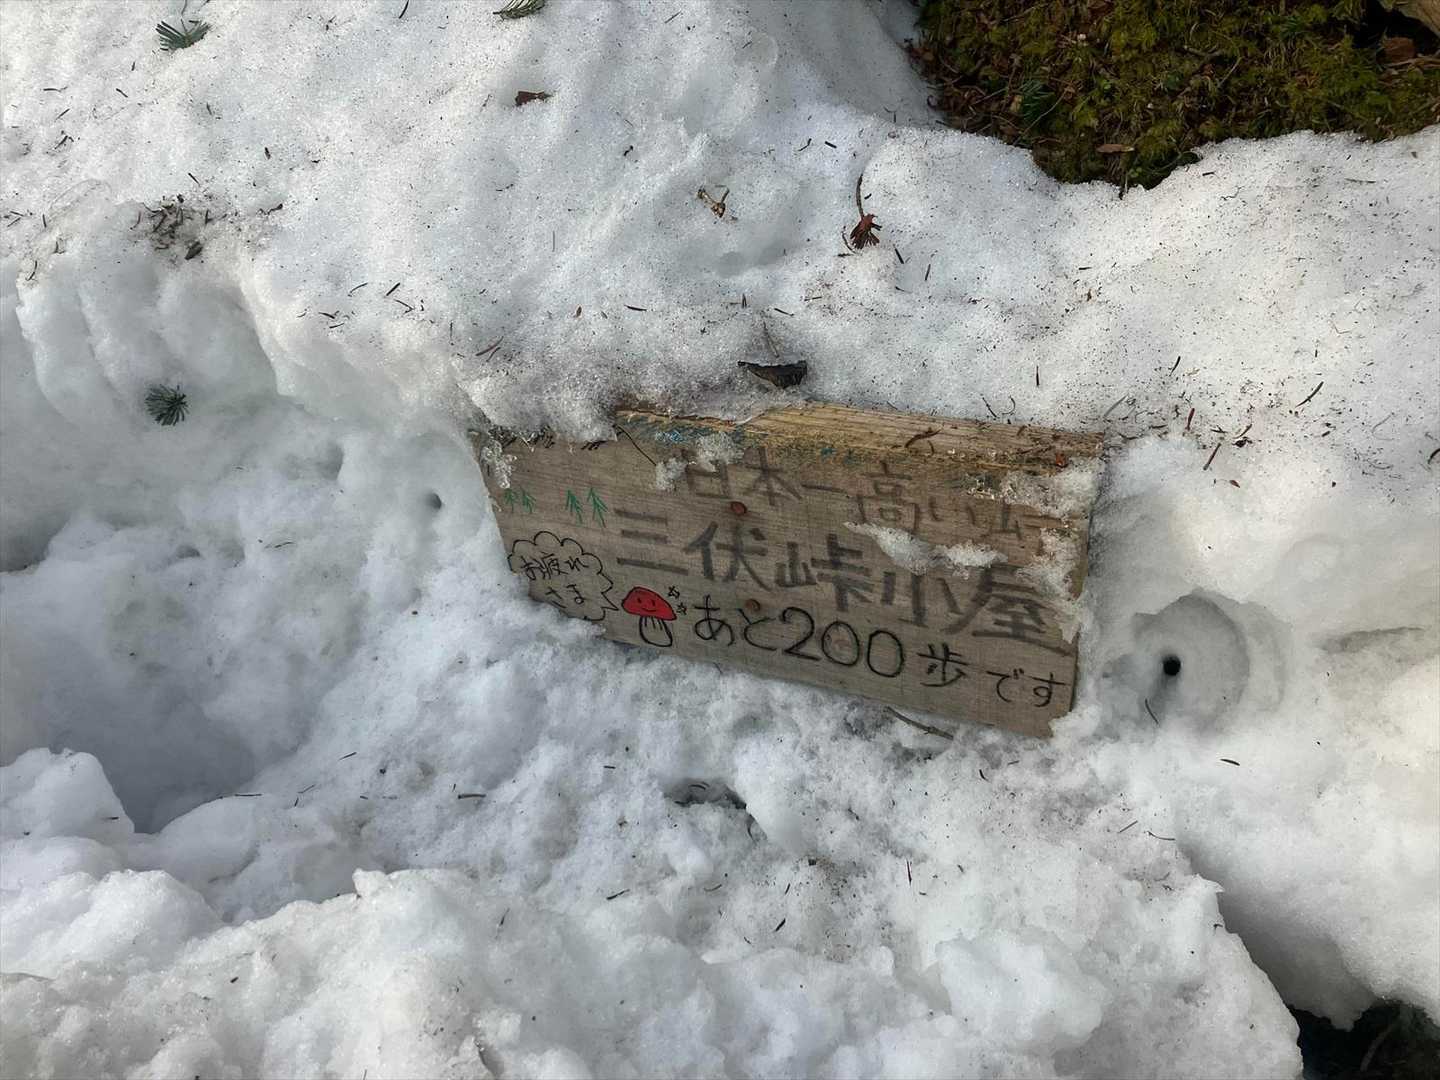 日本一高い峠
三伏峠小屋
お疲れ
さま
あと200歩です